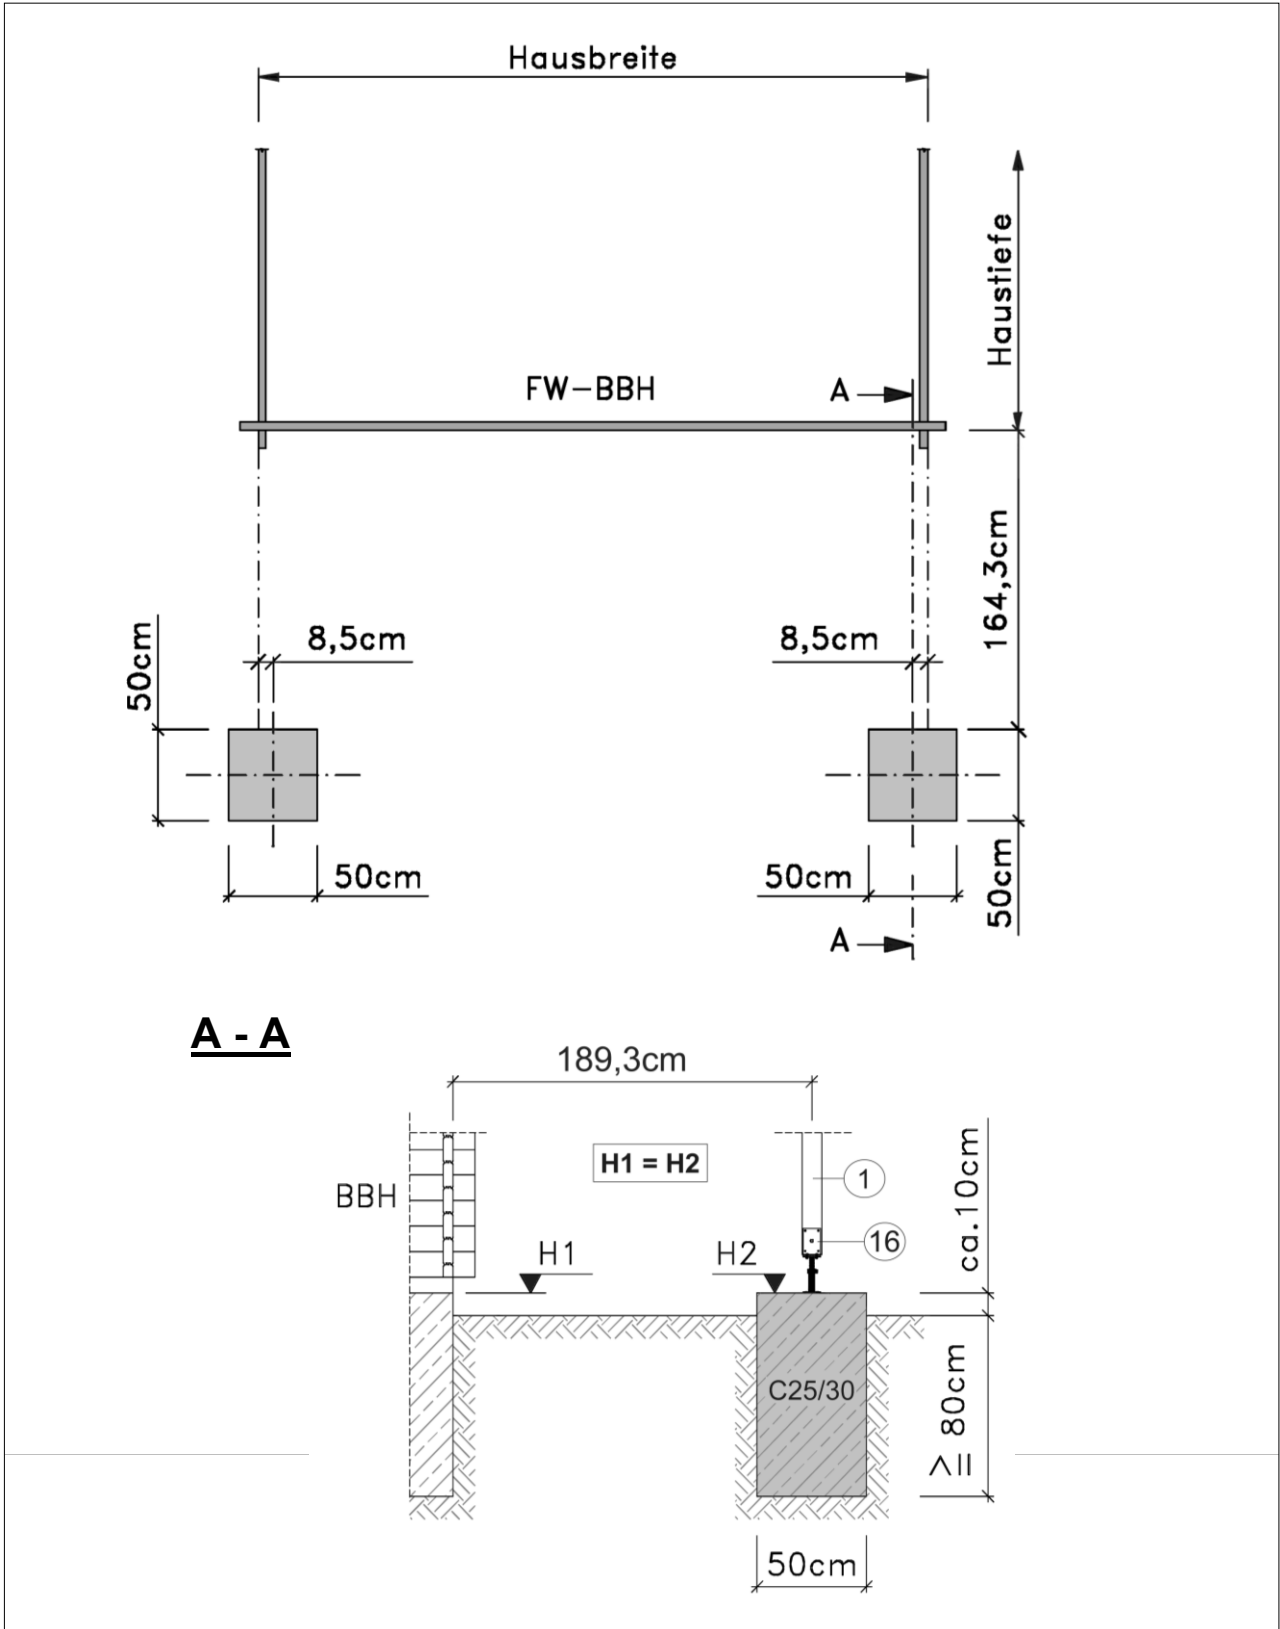 Hausbreite
Haustiefe
FW-BBH
A
164,3cm
50cm
8,5cm
8,5cm
50cm
50cm
50cm
A
A - A
189,3cm
H1 = H2
1
BBH
ca.10cm
16
H1
H2
C25/30
>= 80cm
50cm